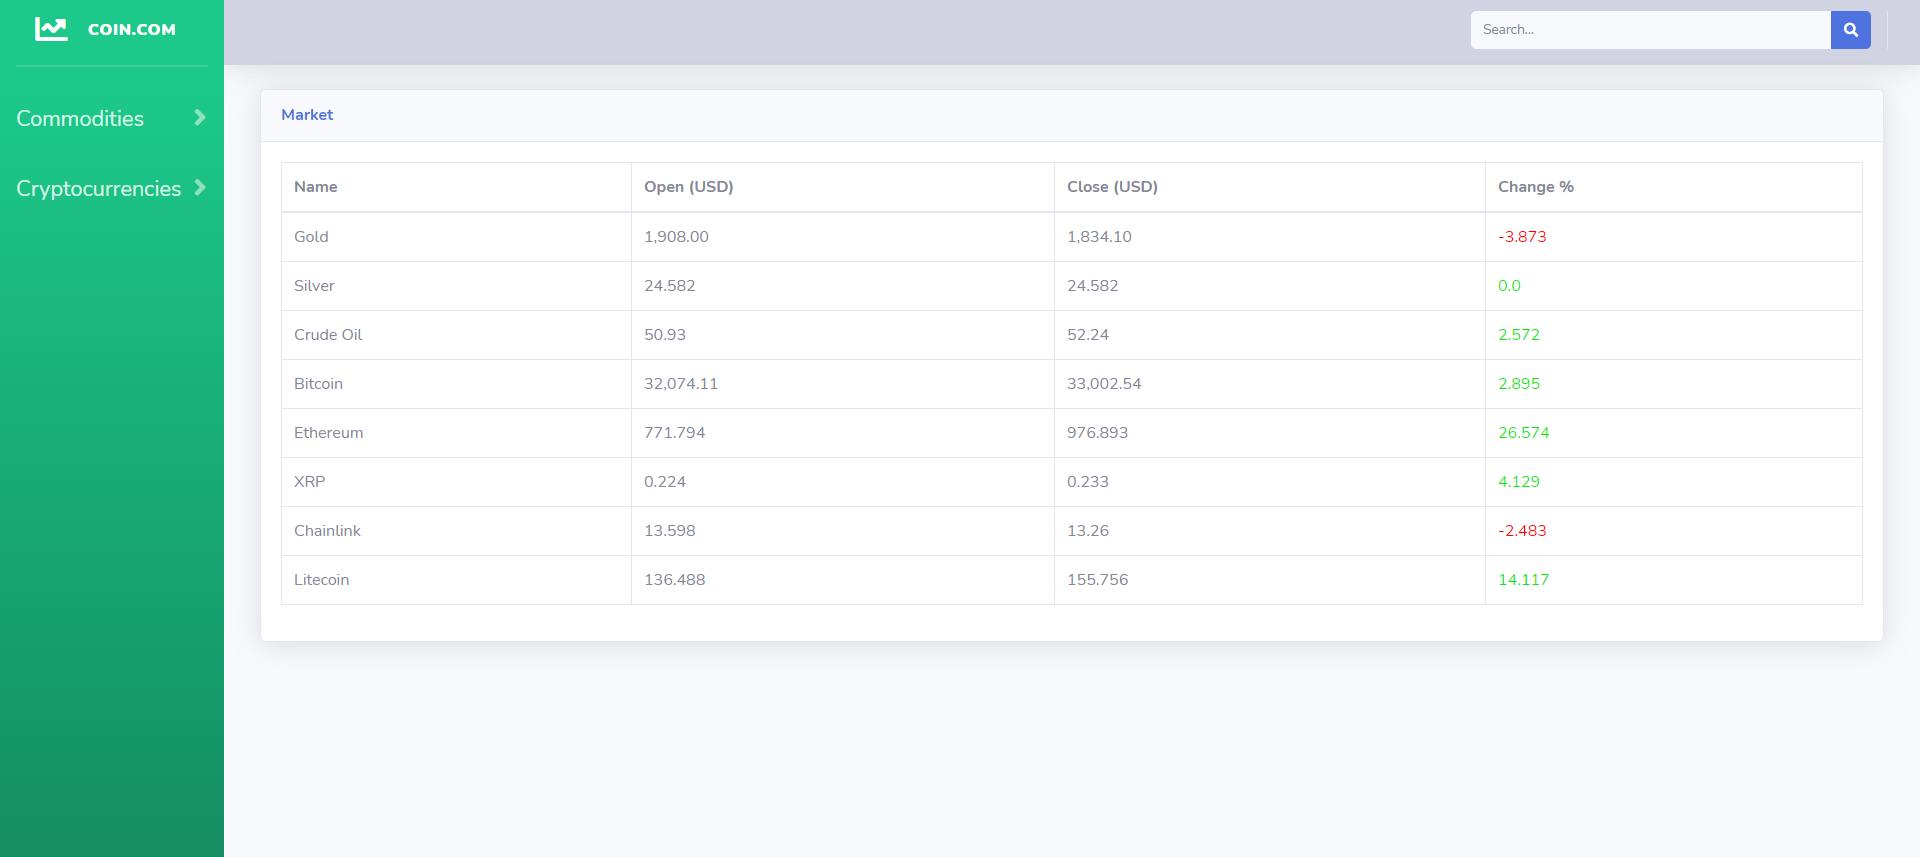 COIN.COM
Search...
Commodities
Cryptocurrencies
Market
Name Open (USD) Close (USD) Change %
Gold 1,908.00 1,834.10 -3.873
Silver 24.582 24.582 0.0
Crude Oil 50.93 52.24 2.572
Bitcoin 32,074.11 33,002.54 2.895
Ethereum 771.794 976.893 26.574
XRP 0.224 0.233 4.129
Chainlink 13.598 13.26 -2.483
Litecoin 136.488 155.756 14.117